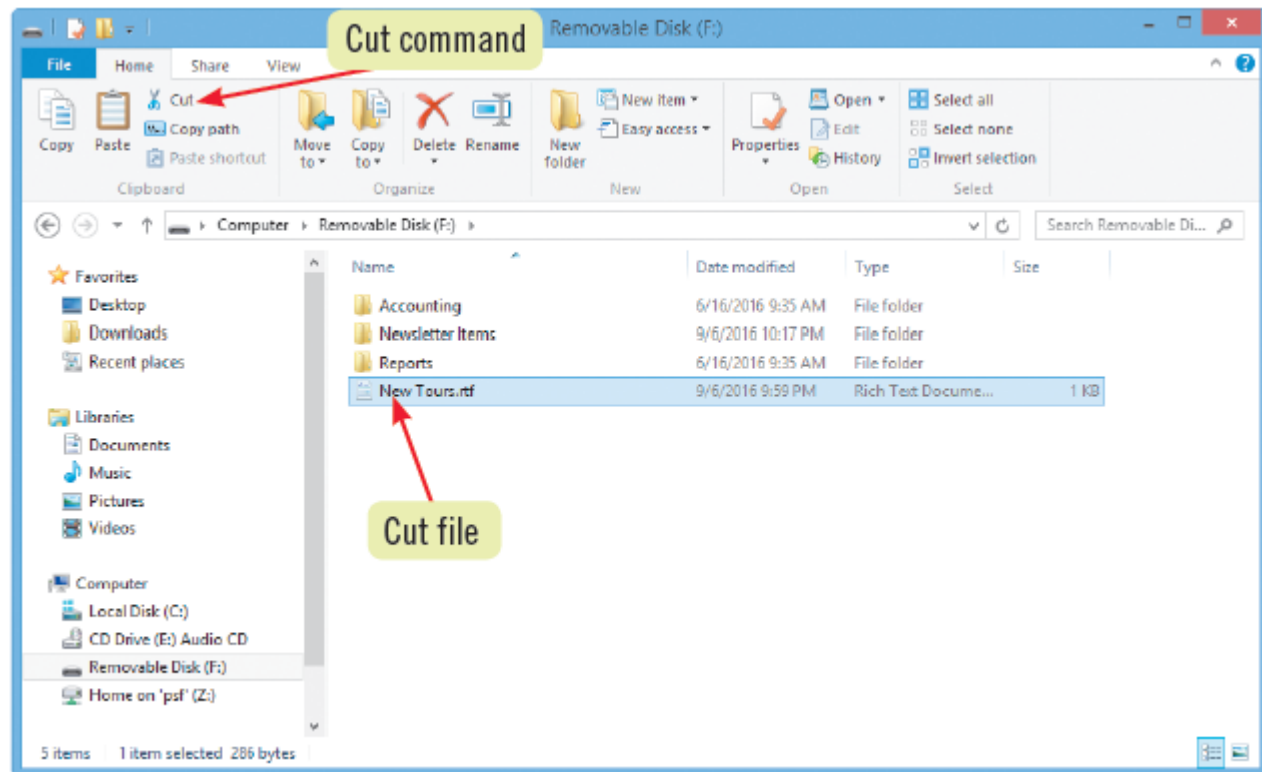 Removable Disk (F:)
Cut command
File Home Share View
Cut
Copy path
Paste shortcut
Copy Paste
Move to
Copy to
Delete Rename
New folder
New item
Easy access
Properties
Open
Edit
History
Select all
Select none
Invert selection
Clipboard Organize New Open Select
Computer Removable Disk (F:)
Search Removable Di...
Favorites
Desktop
Downloads
Recent places
Libraries
Documents
Music
Pictures
Videos
Computer
Local Disk (C:)
CD Drive (E:) Audio CD
Removable Disk (F:)
Home on 'psf' (Z:)
Name Date modified Type Size
Accounting 6/16/2016 9:35 AM File folder
Newsletter Items 9/6/2016 10:17 PM File folder
Reports 6/16/2016 9:35 AM File folder
New Tours.rtf 9/6/2016 9:59 PM Rich Text Docume... 1 KB
Cut file
5 items 1 item selected 286 bytes